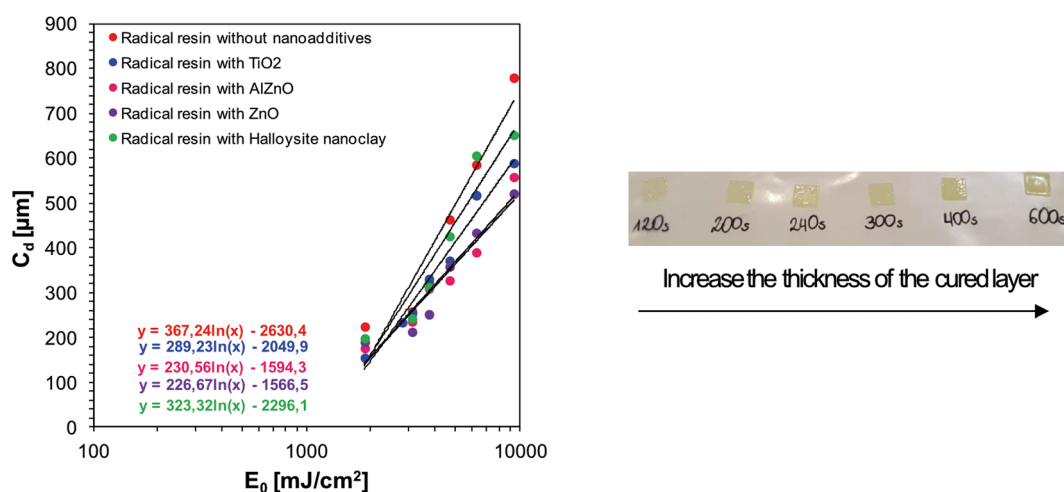 900
800
700
600
500
400
300
200
100
0
C_d [µm]
Radical resin without nanoadditives
Radical resin with TiO2
Radical resin with AlZnO
Radical resin with ZnO
Radical resin with Halloysite nanoclay
y = 367,24ln(x) - 2630,4
y = 289,23ln(x) - 2049,9
y = 230,56ln(x) - 1594,3
y = 226,67ln(x) - 1566,5
y = 323,32ln(x) - 2296,1
100 1000 10000
E₀ [mJ/cm²]
120s 200s 240s 300s 400s 600s
Increase the thickness of the cured layer